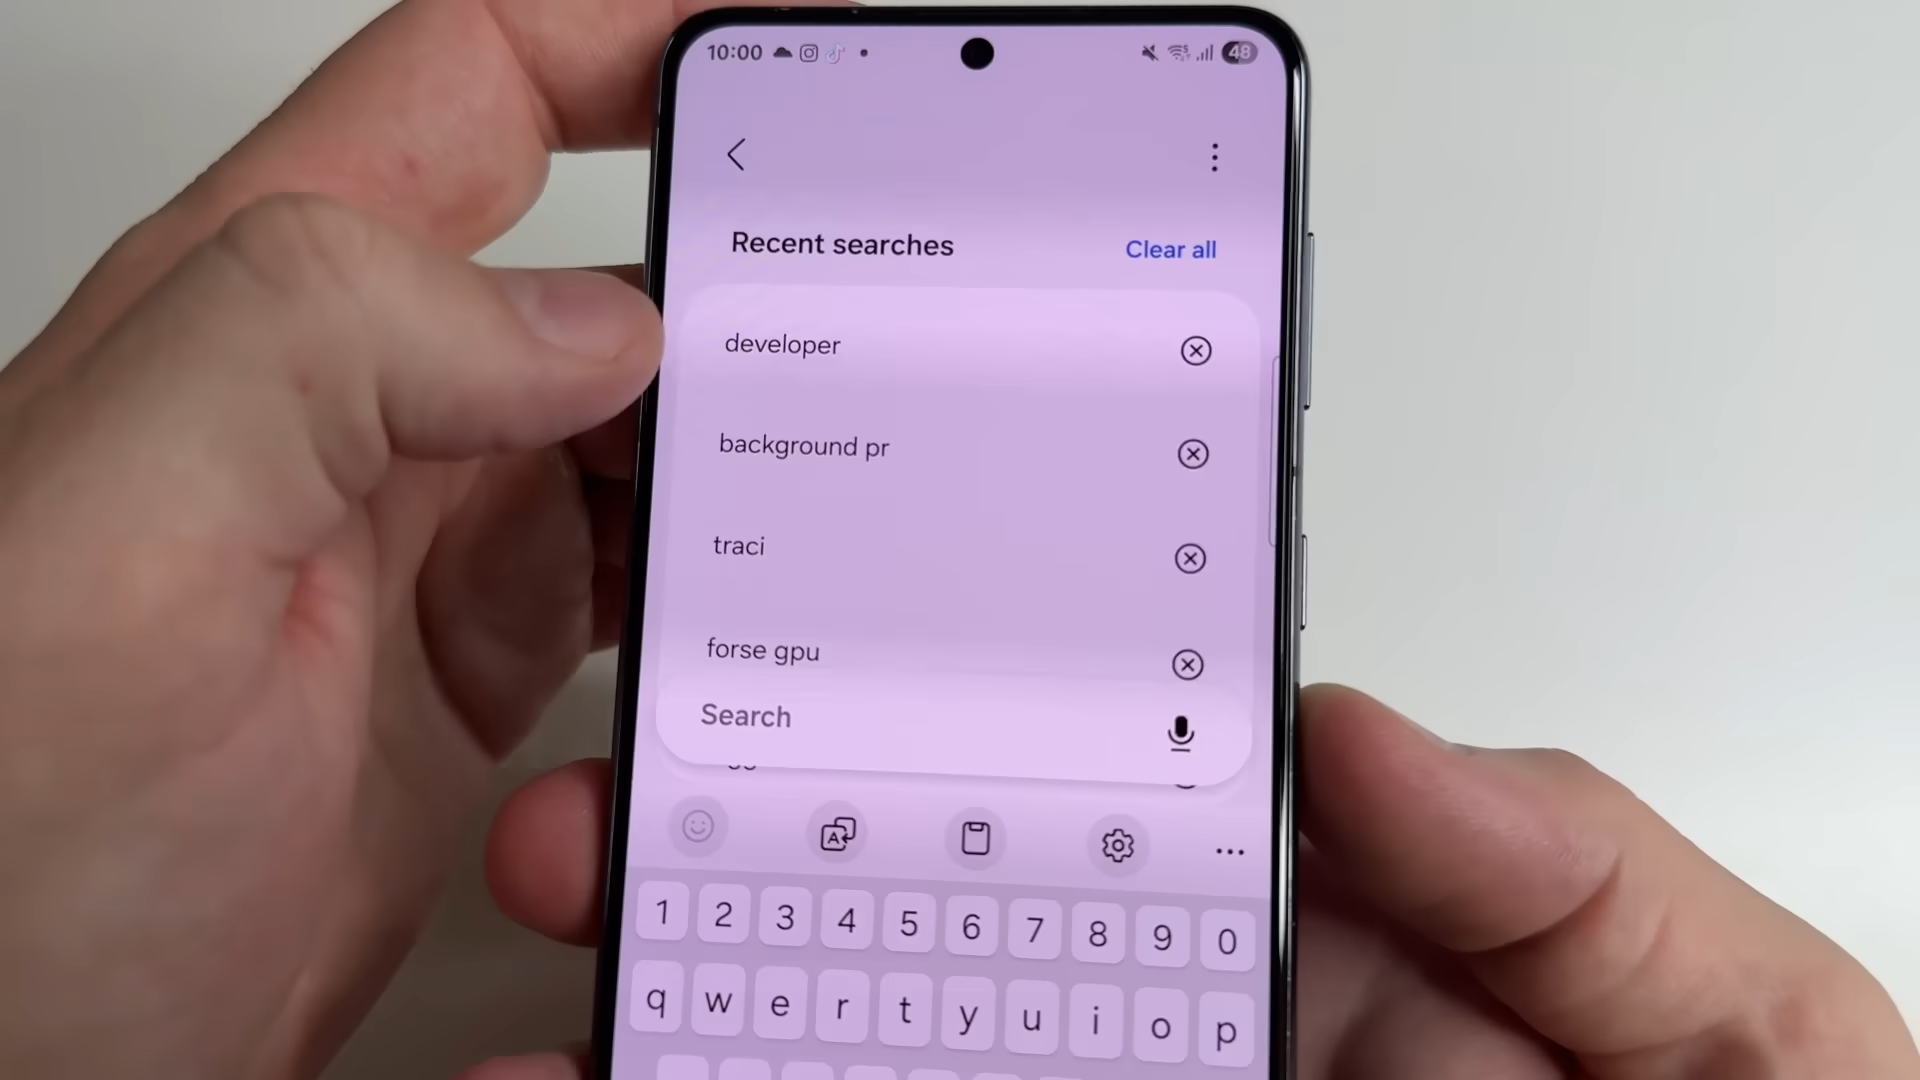 10:00
48
Recent searches
Clear all
developer
background pr
traci
forse gpu
Search
1 2 3 4 5 6 7 8 9 0
q w e r t y u i o p